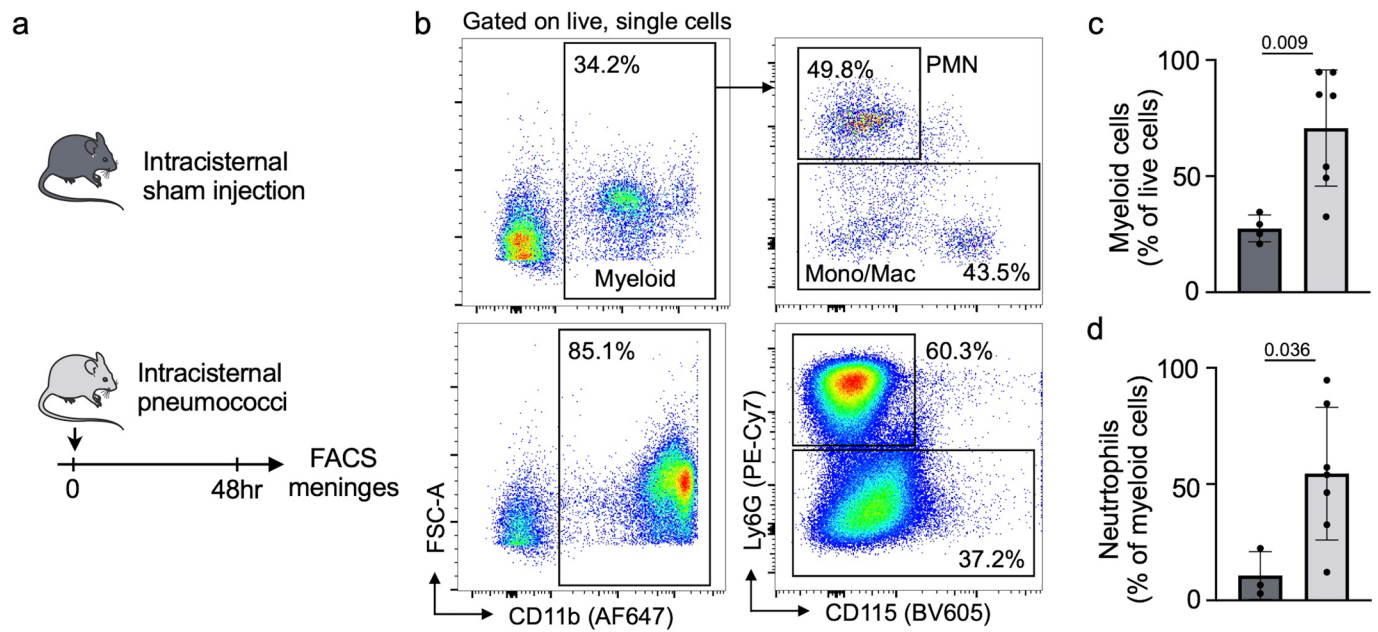 a
Intracisternal
sham injection
Intracisternal
pneumococci
0
48hr
FACS
meninges
b
Gated on live, single cells
34.2%
Myeloid
49.8%
PMN
Mono/Mac
43.5%
85.1%
60.3%
37.2%
FSC-A
CD11b (AF647)
Ly6G (PE-Cy7)
CD115 (BV605)
c
0.009
100
50
0
Myeloid cells
(% of live cells)
d
0.036
100
50
0
Neutrtophils
(% of myeloid cells)